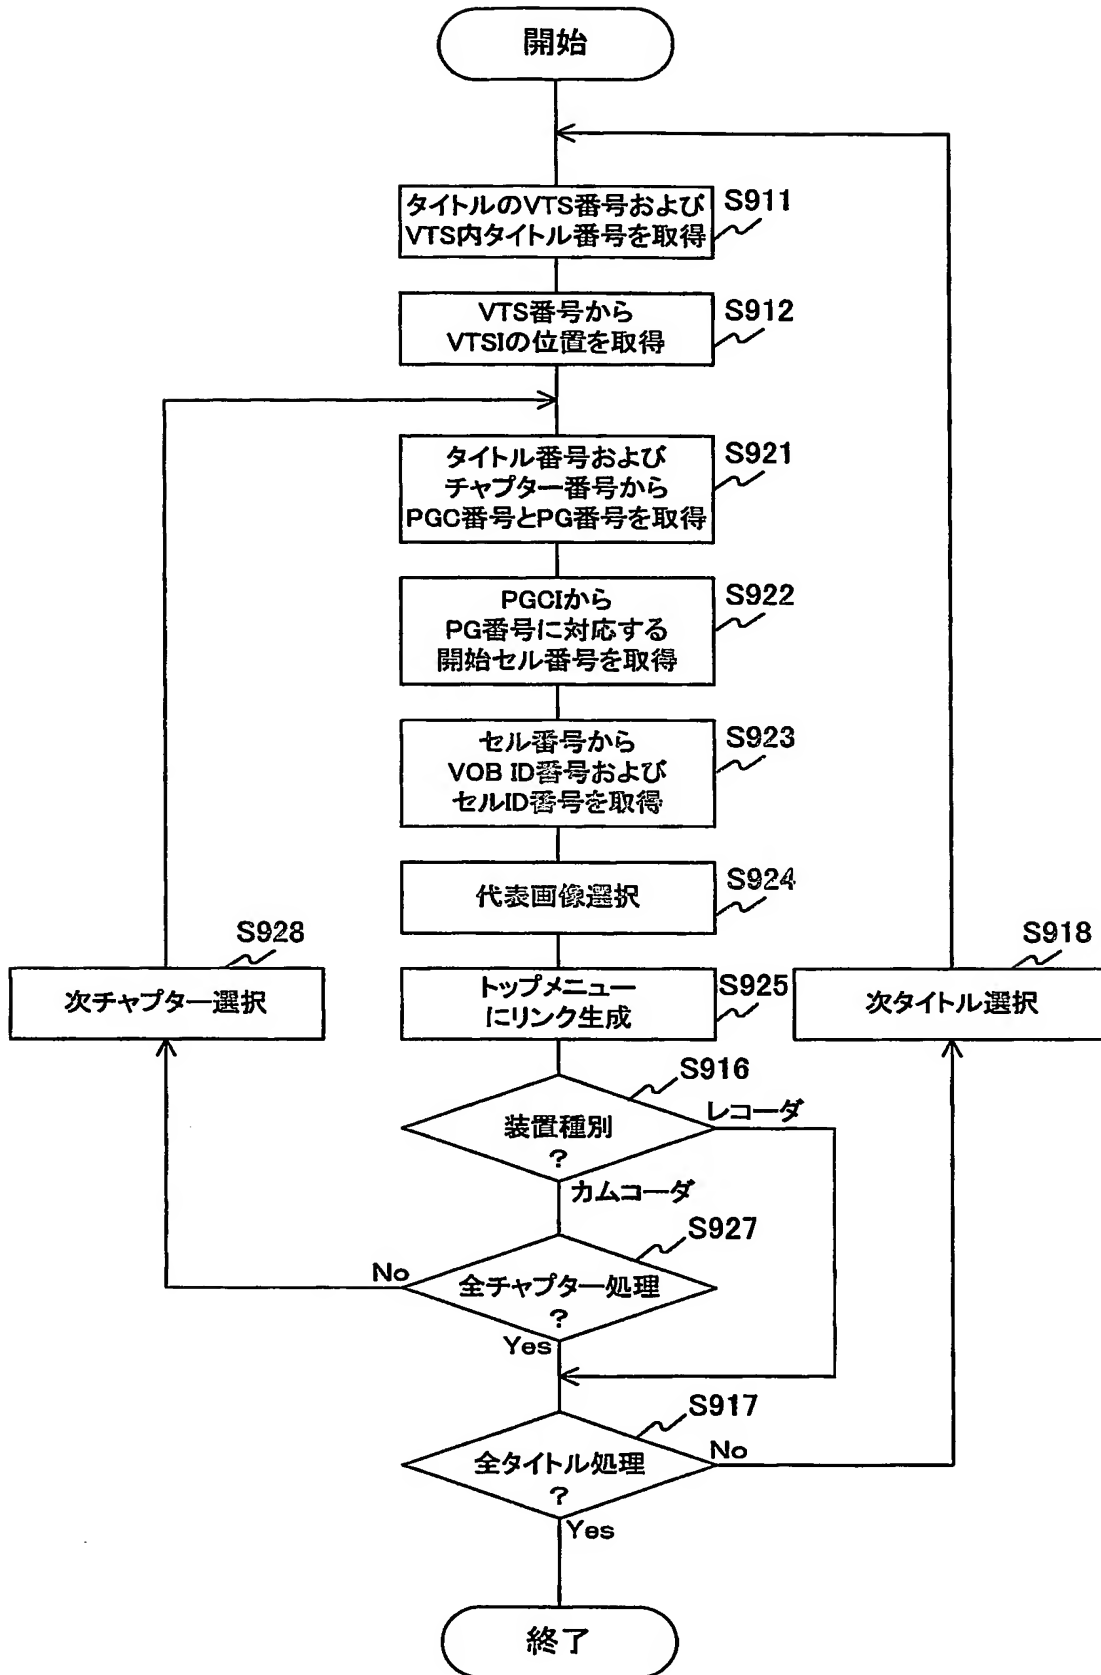 開始
タイトルのVTS番号および
VTS内タイトル番号を取得
S911
VTS番号から
VTSIの位置を取得
S912
タイトル番号および
チャプター番号から
PGC番号とPG番号を取得
S921
PGCIから
PG番号に対応する
開始セル番号を取得
S922
セル番号から
VOB ID番号および
セルID番号を取得
S923
代表画像選択
S924
S928
次チャプター選択
トップメニュー
にリンク生成
S925
S918
次タイトル選択
S916
装置種別
?
レコーダ
カムコーダ
S927
全チャプター処理
?
No
Yes
S917
全タイトル処理
?
No
Yes
終了